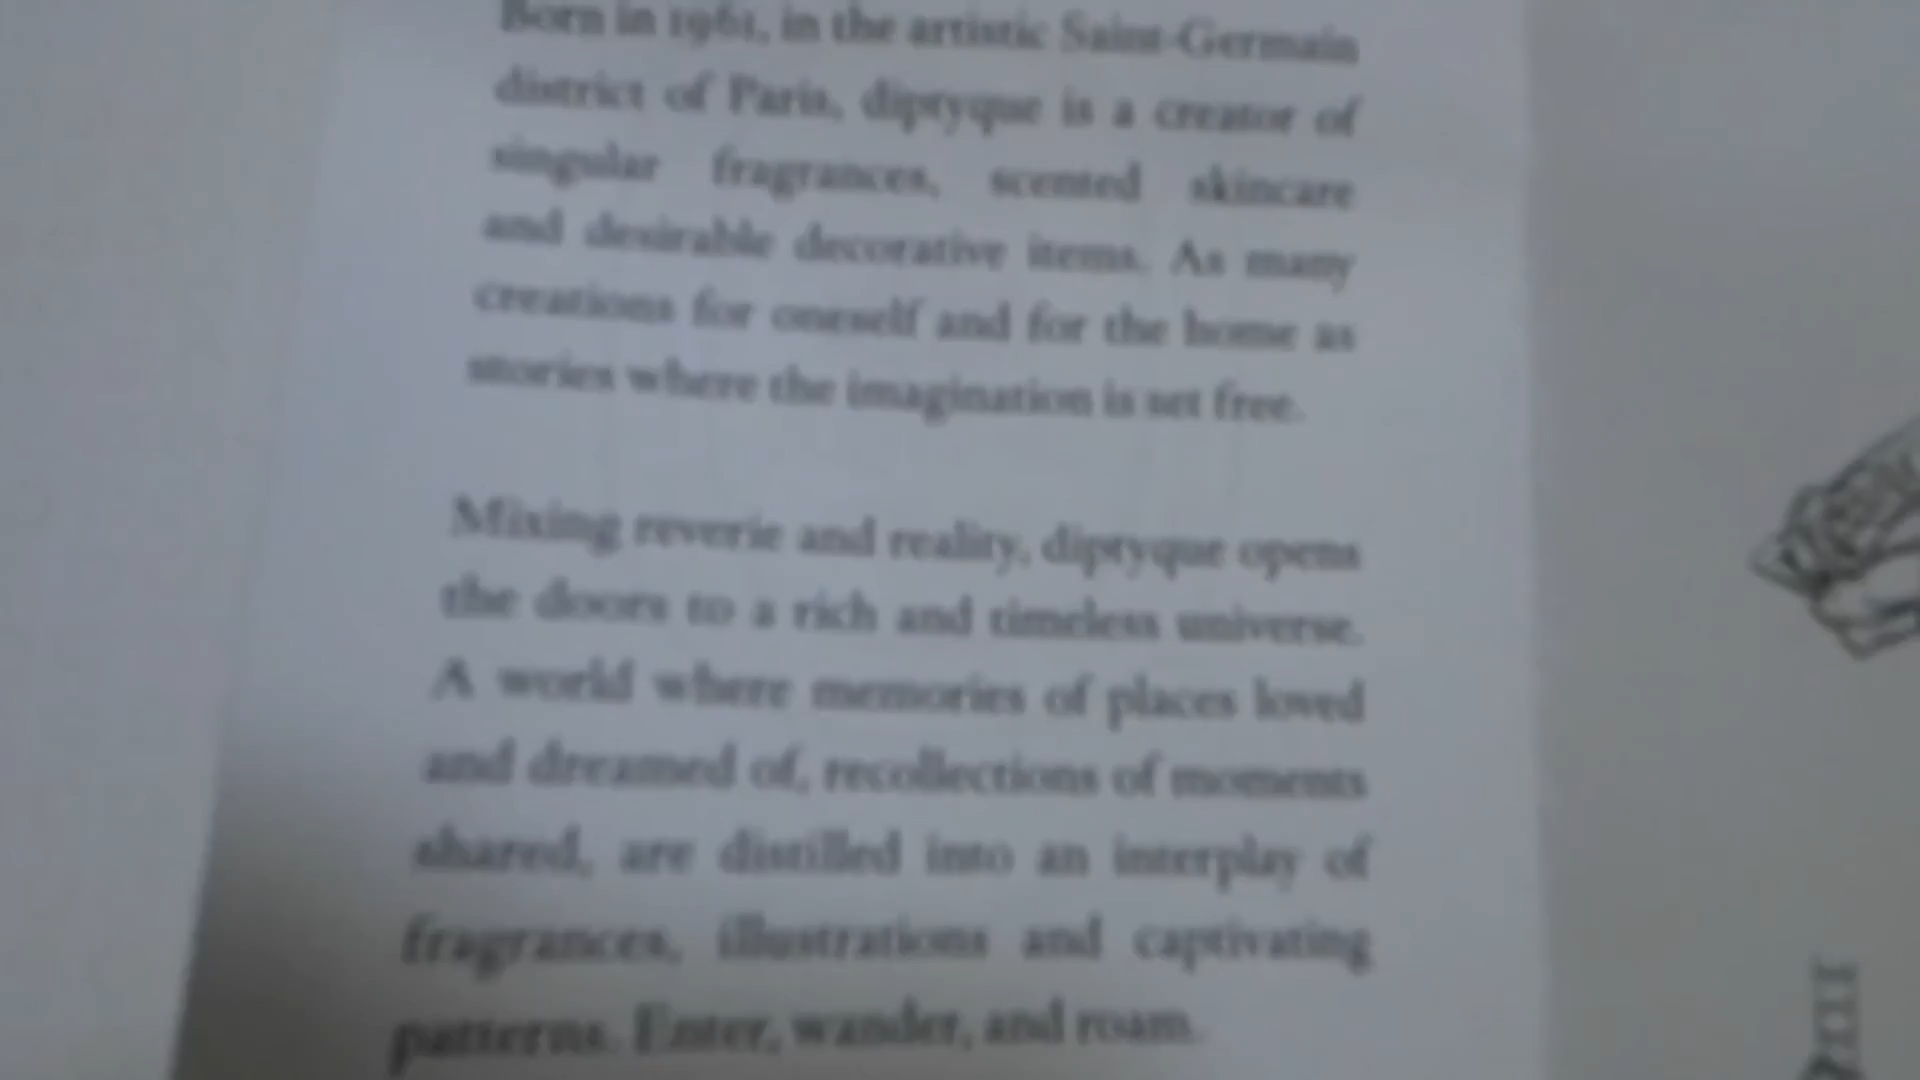 Born in 1961, in the artistic Saint-Germain
district of Paris, diptyque is a creator of
singular fragrances, scented skincare
and desirable decorative items. As many
creations for oneself and for the home as
stories where the imagination is set free.
Mixing reverie and reality, diptyque opens
the doors to a rich and timeless universe.
A world where memories of places loved
and dreamed of, recollections of moments
shared, are distilled into an interplay of
fragrances, illustrations and captivating
patterns. Enter, wander, and roam.